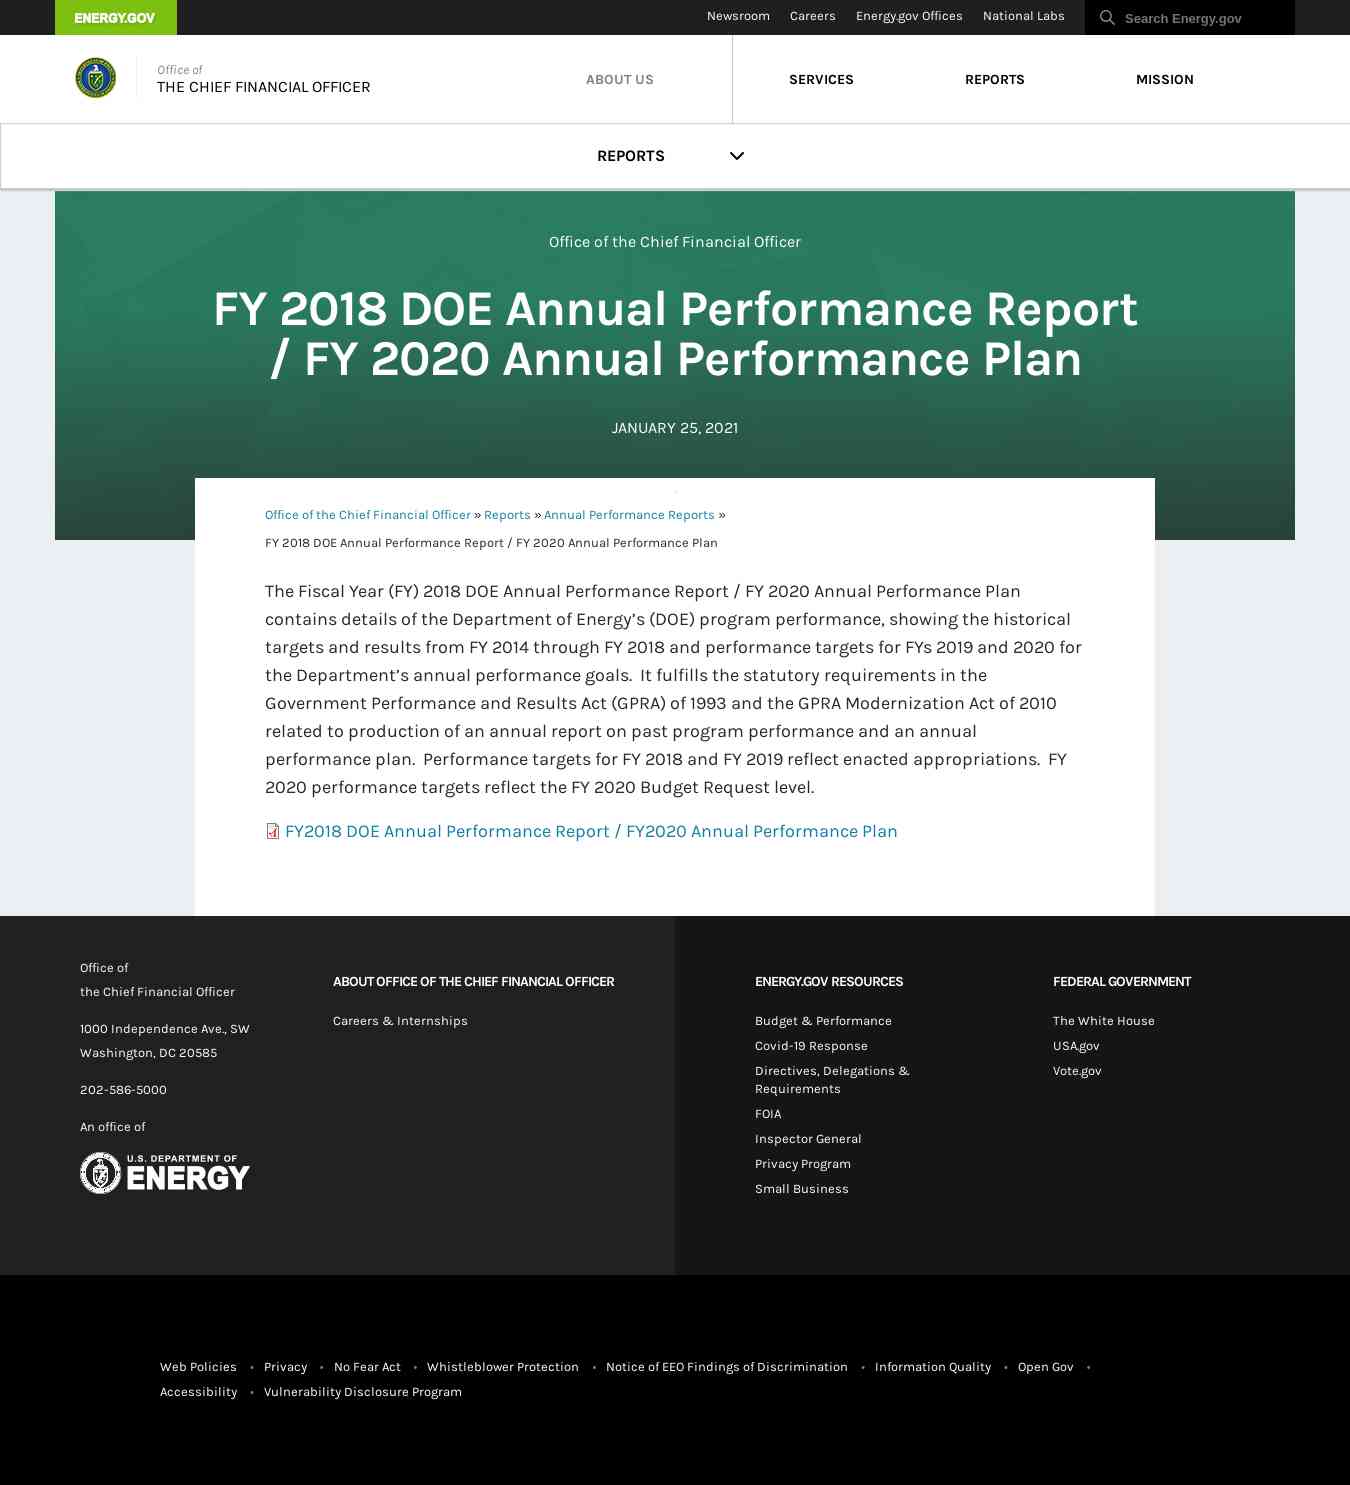 ENERGY.GOV
Newsroom Careers Energy.gov Offices National Labs Search Energy.gov
Office of
THE CHIEF FINANCIAL OFFICER
ABOUT US SERVICES REPORTS MISSION
REPORTS
Office of the Chief Financial Officer
FY 2018 DOE Annual Performance Report
/ FY 2020 Annual Performance Plan
JANUARY 25, 2021
Office of the Chief Financial Officer » Reports » Annual Performance Reports »
FY 2018 DOE Annual Performance Report / FY 2020 Annual Performance Plan
The Fiscal Year (FY) 2018 DOE Annual Performance Report / FY 2020 Annual Performance Plan
contains details of the Department of Energy’s (DOE) program performance, showing the historical
targets and results from FY 2014 through FY 2018 and performance targets for FYs 2019 and 2020 for
the Department’s annual performance goals.  It fulfills the statutory requirements in the
Government Performance and Results Act (GPRA) of 1993 and the GPRA Modernization Act of 2010
related to production of an annual report on past program performance and an annual
performance plan.  Performance targets for FY 2018 and FY 2019 reflect enacted appropriations.  FY
2020 performance targets reflect the FY 2020 Budget Request level.
FY2018 DOE Annual Performance Report / FY2020 Annual Performance Plan
Office of
the Chief Financial Officer
1000 Independence Ave., SW
Washington, DC 20585
202-586-5000
An office of
U.S. DEPARTMENT OF
ENERGY
ABOUT OFFICE OF THE CHIEF FINANCIAL OFFICER
Careers & Internships
ENERGY.GOV RESOURCES
Budget & Performance
Covid-19 Response
Directives, Delegations &
Requirements
FOIA
Inspector General
Privacy Program
Small Business
FEDERAL GOVERNMENT
The White House
USA.gov
Vote.gov
Web Policies • Privacy • No Fear Act • Whistleblower Protection • Notice of EEO Findings of Discrimination • Information Quality • Open Gov •
Accessibility • Vulnerability Disclosure Program